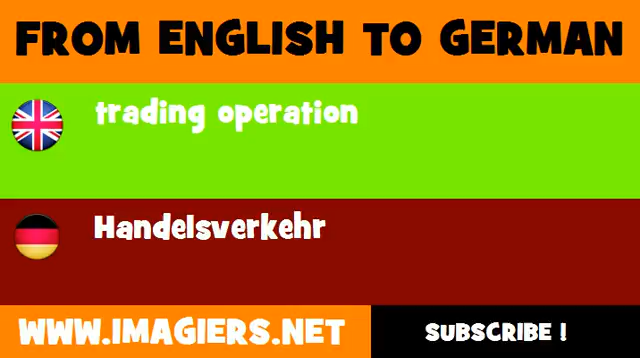 FROM ENGLISH TO GERMAN
trading operation
Handelsverkehr
WWW.IMAGIERS.NET
SUBSCRIBE !